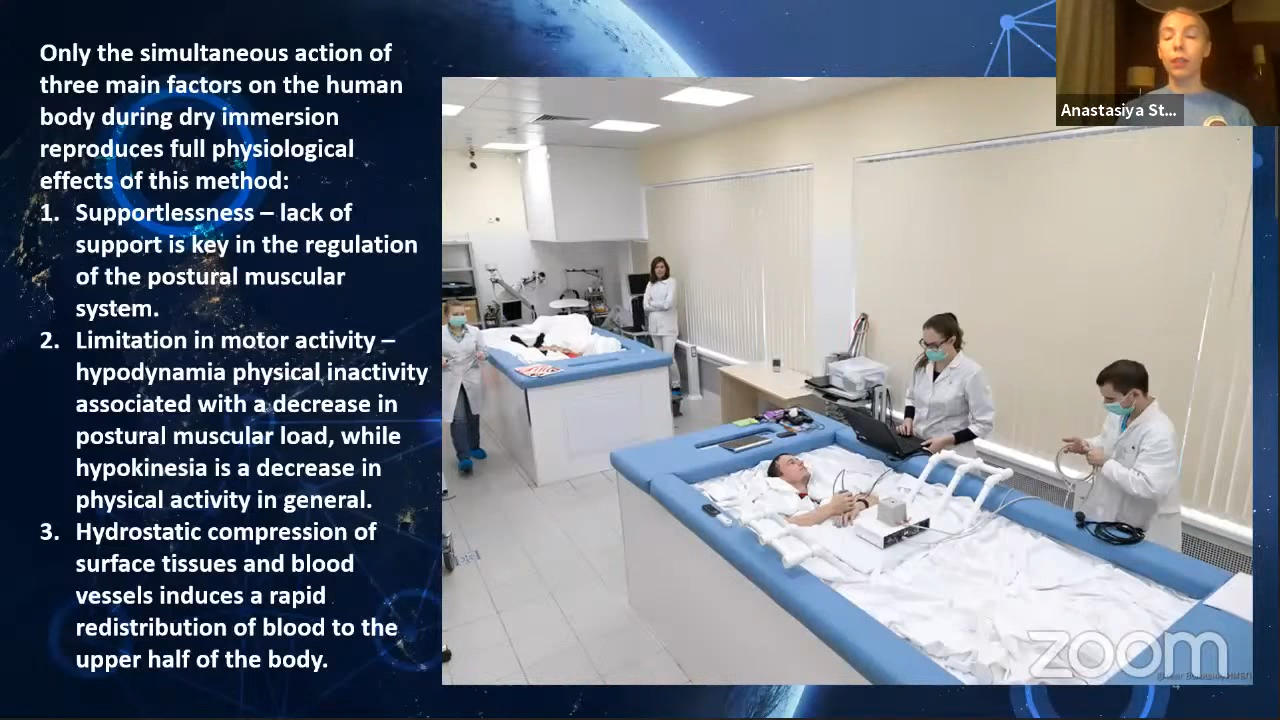 Only the simultaneous action of
three main factors on the human
body during dry immersion
reproduces full physiological
effects of this method:
1. Supportlessness – lack of
support is key in the regulation
of the postural muscular
system.
2. Limitation in motor activity –
hypodynamia physical inactivity
associated with a decrease in
postural muscular load, while
hypokinesia is a decrease in
physical activity in general.
3. Hydrostatic compression of
surface tissues and blood
vessels induces a rapid
redistribution of blood to the
upper half of the body.
Anastasiya St...
zoom